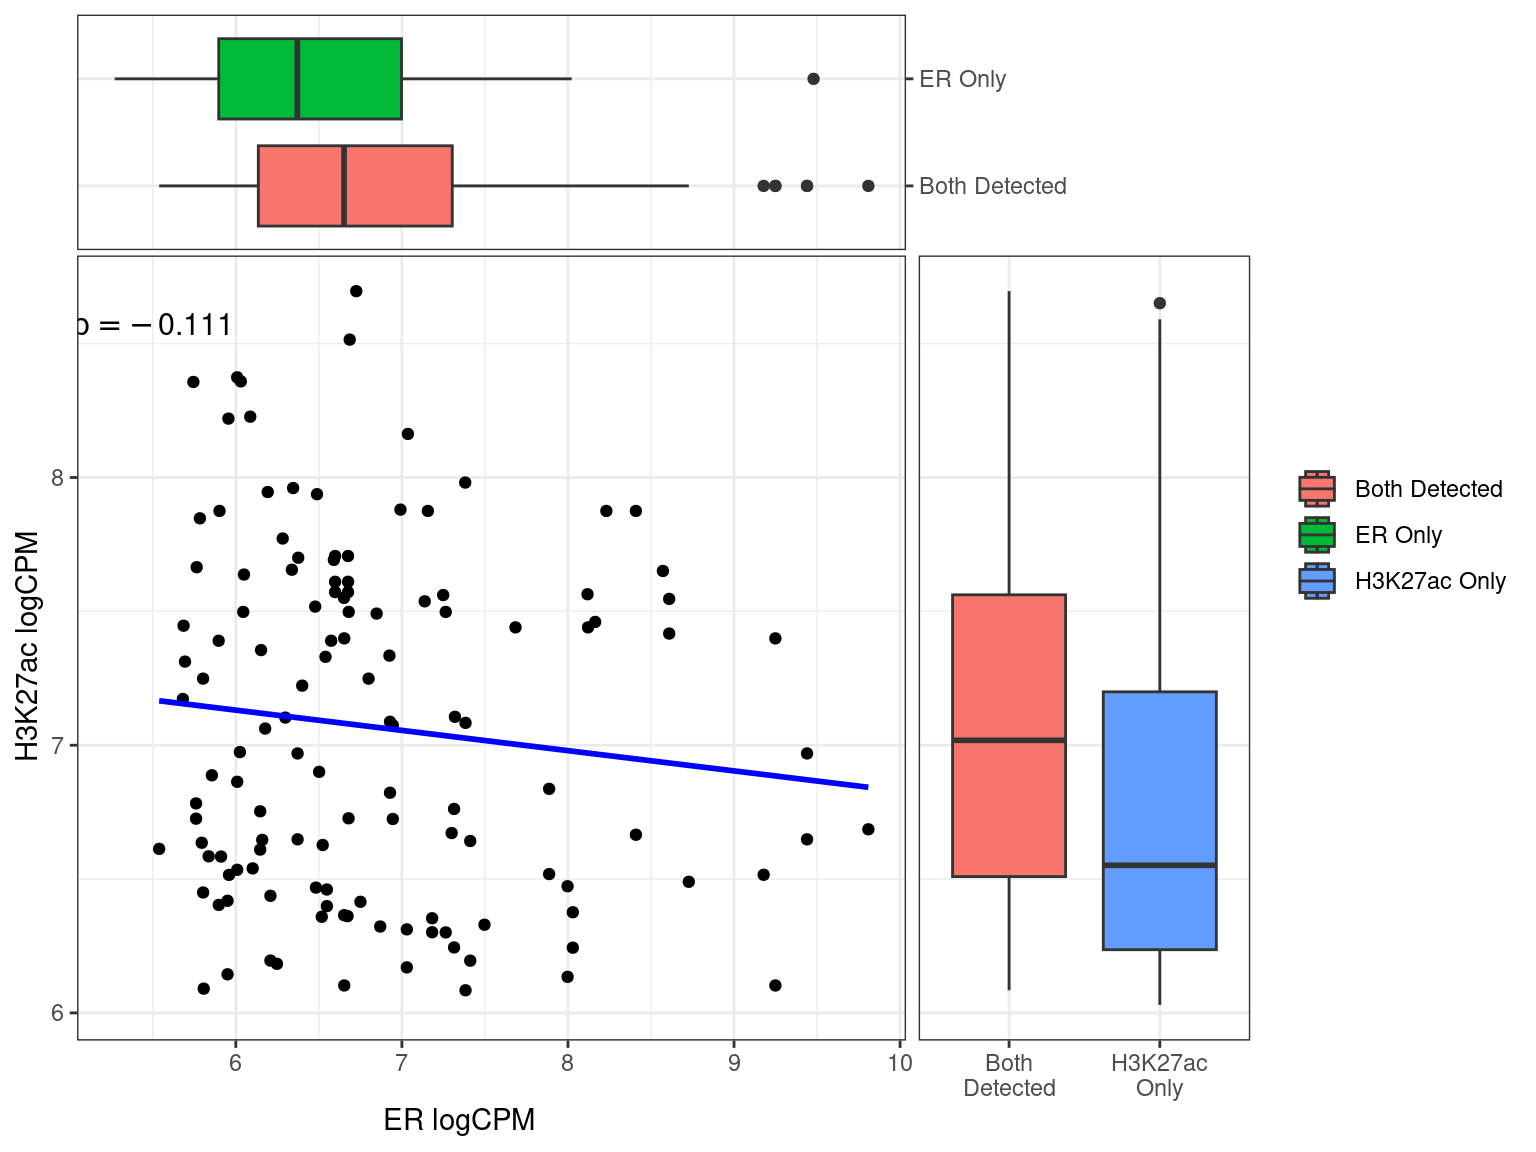 ER Only
Both Detected
= −0.111
8
7
6
H3K27ac logCPM
6
7
8
9
10
ER logCPM
Both
Detected
H3K27ac
Only
Both Detected
ER Only
H3K27ac Only